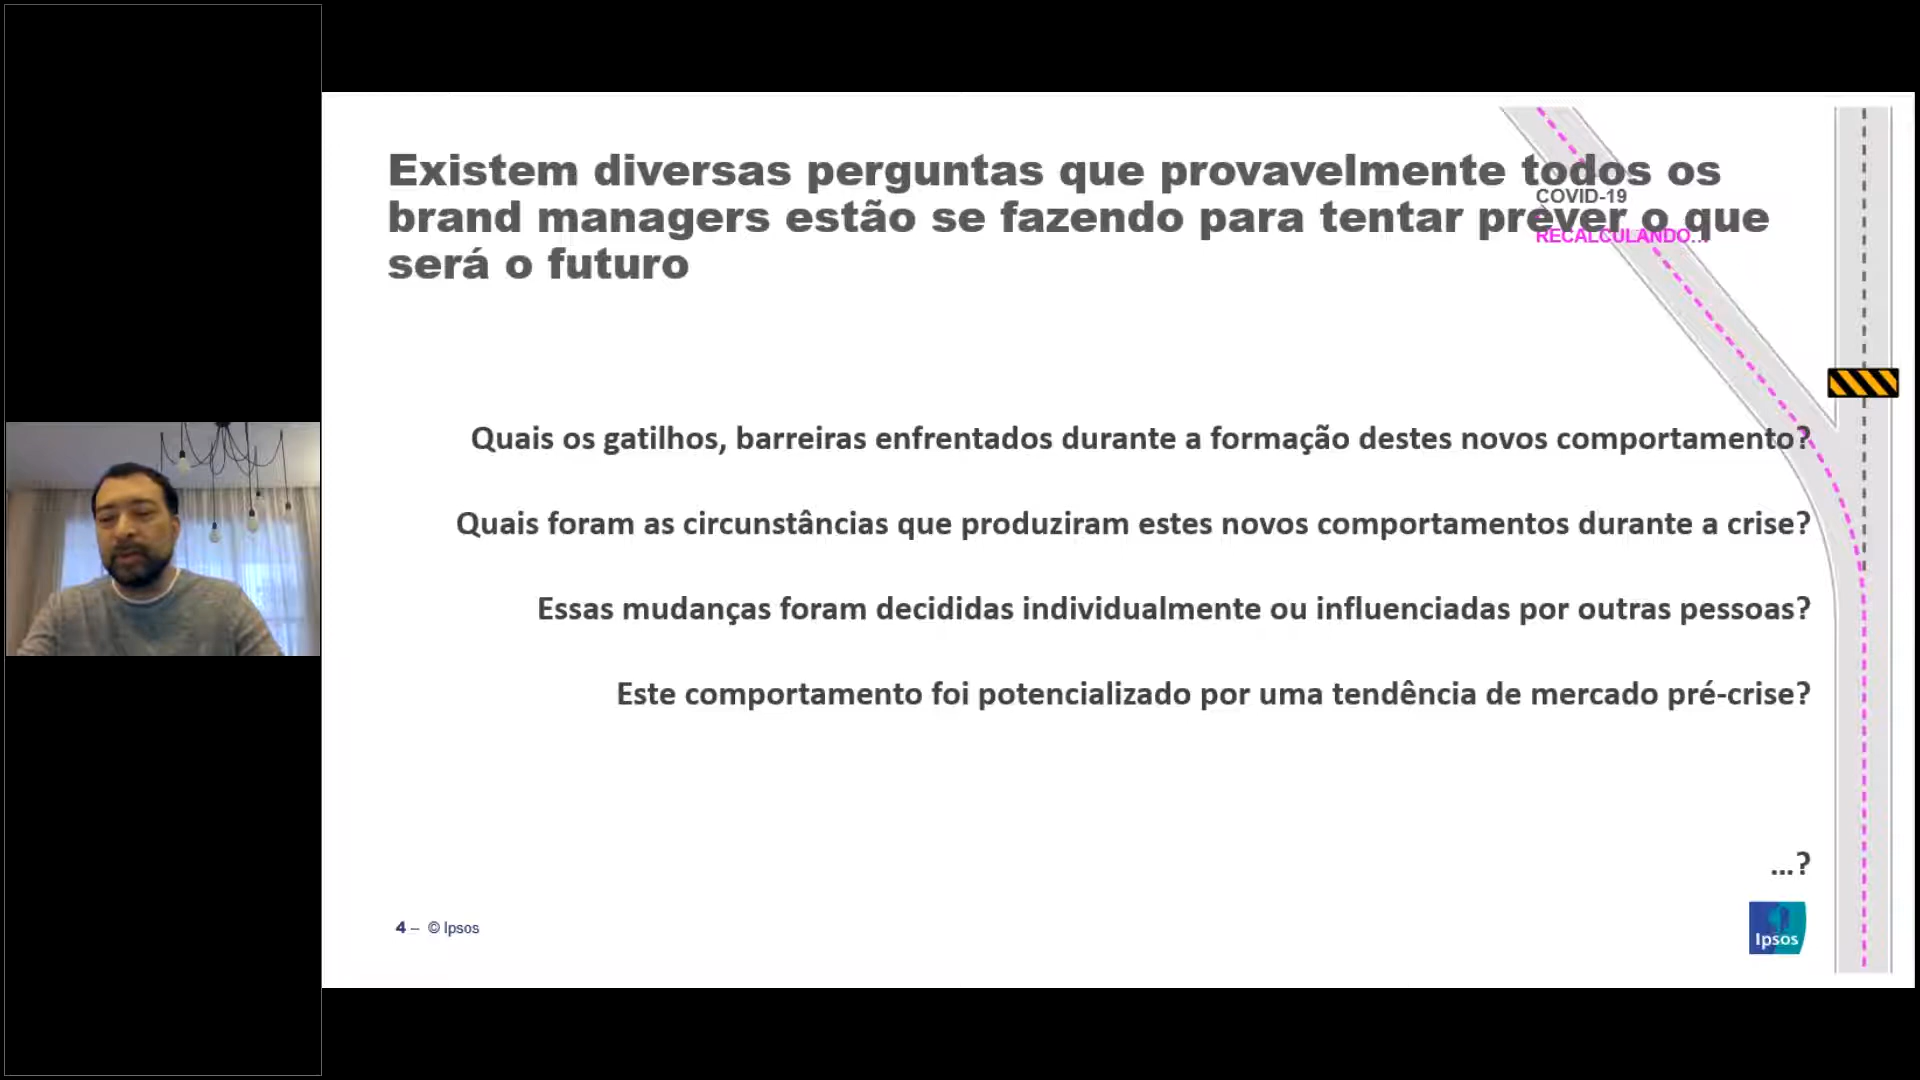 Existem diversas perguntas que provavelmente todos os
brand managers estão se fazendo para tentar prever o que
será o futuro
COVID-19
RECALCULANDO...
Quais os gatilhos, barreiras enfrentados durante a formação destes novos comportamento?
Quais foram as circunstâncias que produziram estes novos comportamentos durante a crise?
Essas mudanças foram decididas individualmente ou influenciadas por outras pessoas?
Este comportamento foi potencializado por uma tendência de mercado pré-crise?
...?
4 – © Ipsos
Ipsos